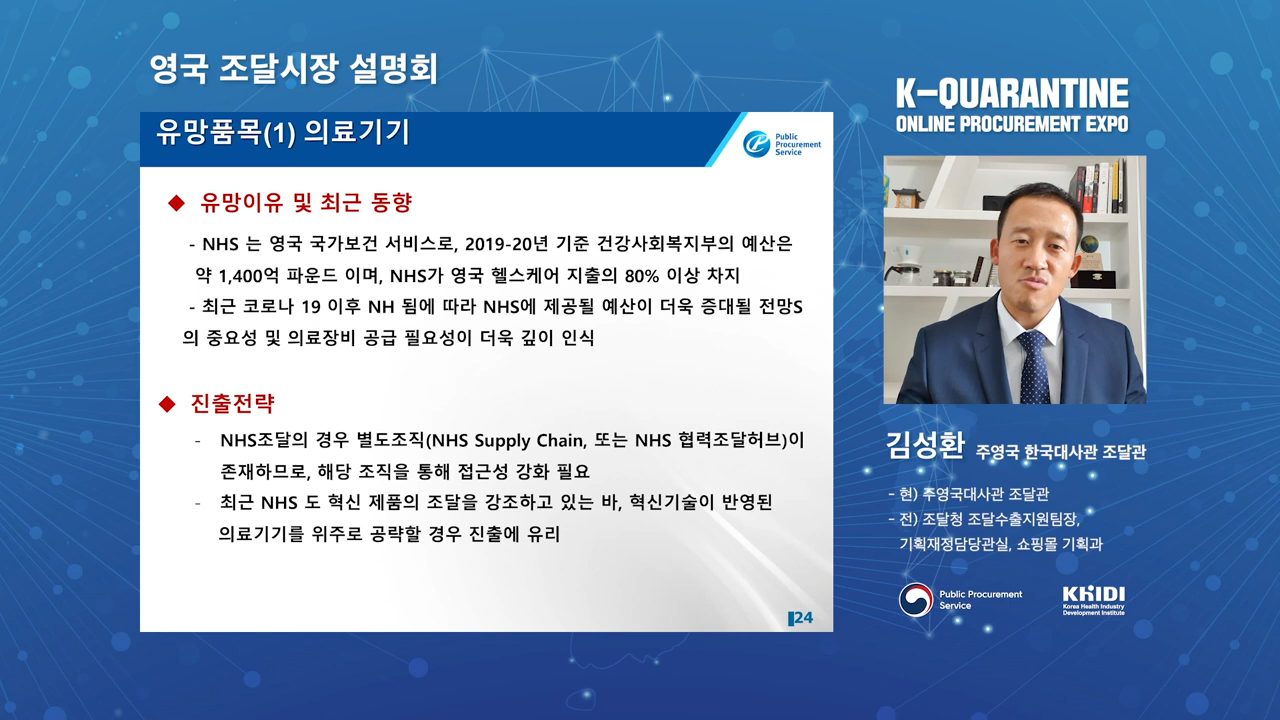 영국 조달시장 설명회
유망품목(1) 의료기기
Public
Procurement
Service
◆ 유망이유 및 최근 동향
- NHS 는 영국 국가보건 서비스로, 2019-20년 기준 건강사회복지부의 예산은
약 1,400억 파운드 이며, NHS가 영국 헬스케어 지출의 80% 이상 차지
- 최근 코로나 19 이후 NH 됨에 따라 NHS에 제공될 예산이 더욱 증대될 전망S
의 중요성 및 의료장비 공급 필요성이 더욱 깊이 인식
◆ 진출전략
- NHS조달의 경우 별도조직(NHS Supply Chain, 또는 NHS 협력조달허브)이
존재하므로, 해당 조직을 통해 접근성 강화 필요
- 최근 NHS 도 혁신 제품의 조달을 강조하고 있는 바, 혁신기술이 반영된
의료기기를 위주로 공략할 경우 진출에 유리
24
K-QUARANTINE
ONLINE PROCUREMENT EXPO
김성환 주영국 한국대사관 조달관
- 현) 주영국대사관 조달관
- 전) 조달청 조달수출지원팀장,
기획재정담당관실, 쇼핑몰 기획과
Public Procurement
Service
KHIDI
Korea Health Industry
Development Institute